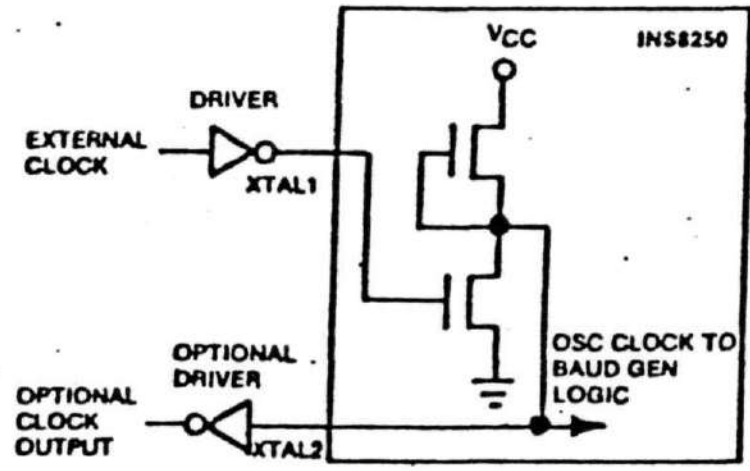 VCC
INS8250
DRIVER
EXTERNAL
CLOCK
XTAL1
OSC CLOCK TO
BAUD GEN
LOGIC
OPTIONAL
DRIVER
OPTIONAL
CLOCK
OUTPUT
XTAL2